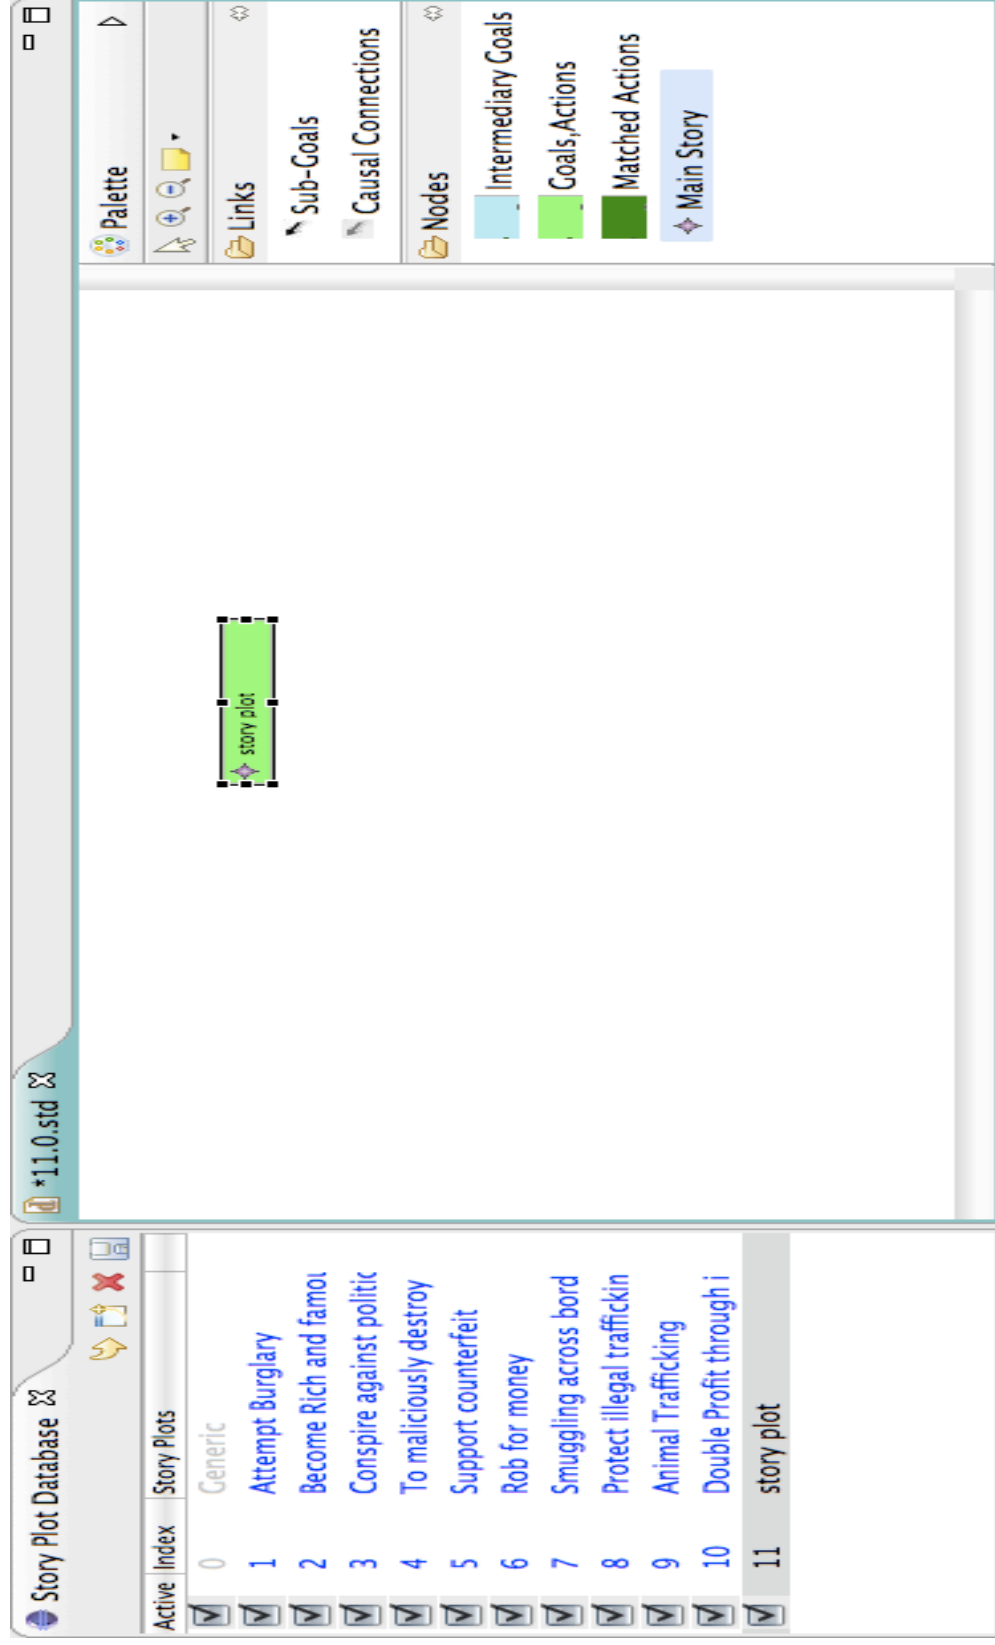 Story Plot Database
Active Index Story Plots
0 Generic
1 Attempt Burglary
2 Become Rich and famou
3 Conspire against politic
4 To maliciously destroy
5 Support counterfeit
6 Rob for money
7 Smuggling across bord
8 Protect illegal traffickin
9 Animal Trafficking
10 Double Profit through i
11 story plot
*11.0.std
story plot
Palette
Links
Sub-Goals
Causal Connections
Nodes
Intermediary Goals
Goals,Actions
Matched Actions
Main Story